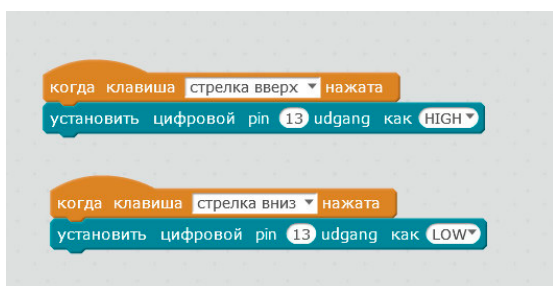 когда клавиша стрелка вверх нажата
установить цифровой pin 13 udgang как HIGH
когда клавиша стрелка вниз нажата
установить цифровой pin 13 udgang как LOW